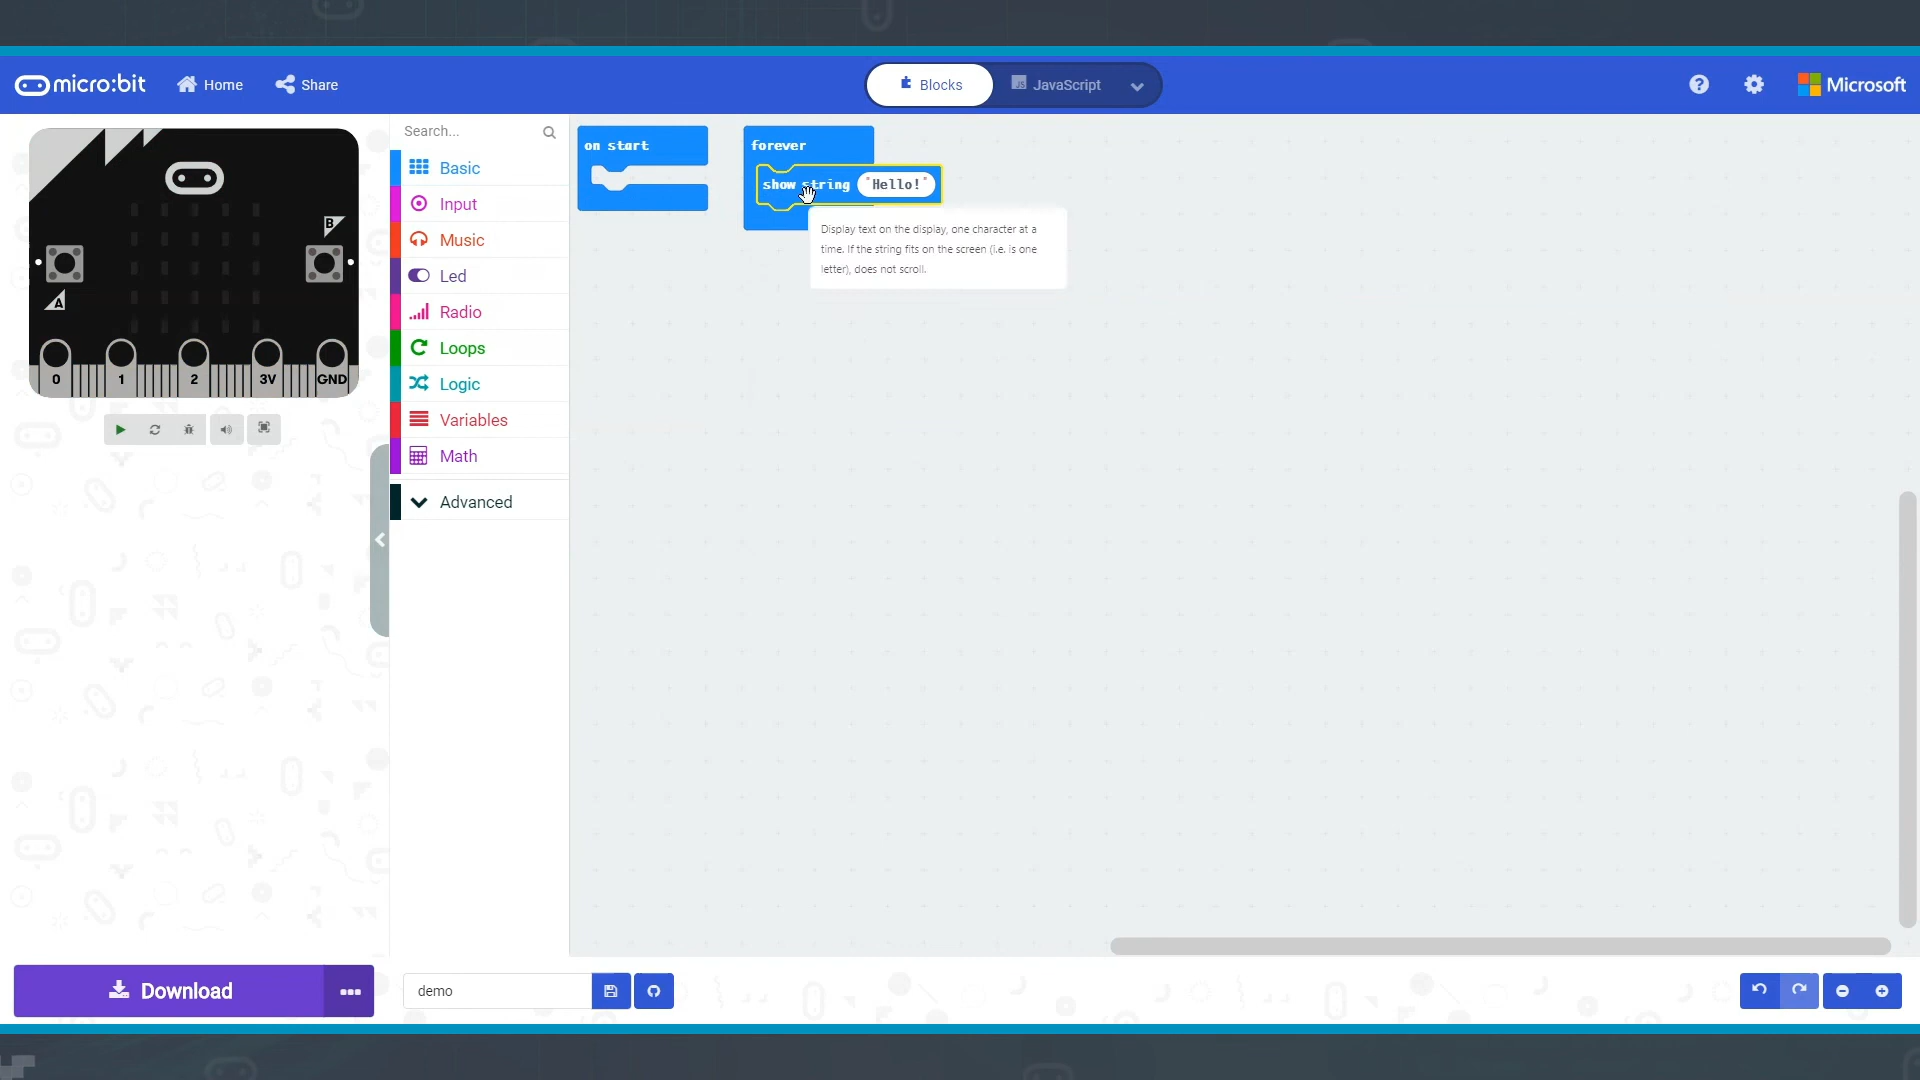 micro:bit
Home
Share
Blocks
JavaScript
Microsoft
Search...
Basic
Input
Music
Led
Radio
Loops
Logic
Variables
Math
Advanced
B
A
0 1 2 3V GND
on start
forever
show string "Hello!"
Display text on the display, one character at a
time. If the string fits on the screen (i.e. is one
letter), does not scroll.
Download
demo